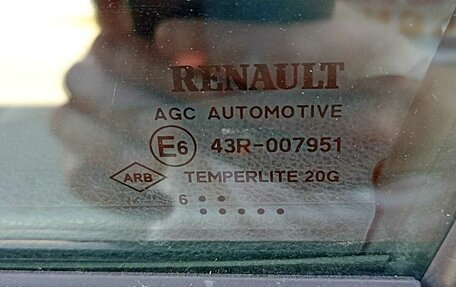 RENAULT
AGC AUTOMOTIVE
E6 43R-007951
ARB TEMPERLITE 20G
6 ••
•••••